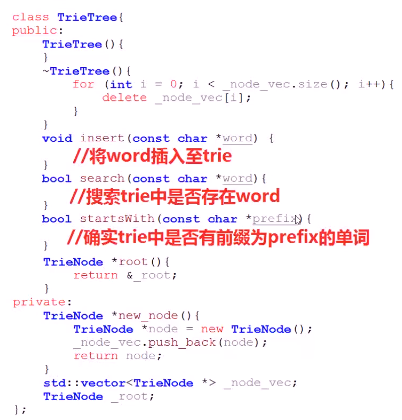 class TrieTree{
public:
    TrieTree(){
    }
    ~TrieTree(){
        for (int i = 0; i < _node_vec.size(); i++){
            delete _node_vec[i];
        }
    }
    void insert(const char *word) {
        //将word插入至trie
    }
    bool search(const char *word){
        //搜索trie中是否存在word
    }
    bool startsWith(const char *prefix){
        //确实trie中是否有前缀为prefix的单词
    }
    TrieNode *root(){
        return &_root;
    }
private:
    TrieNode *new_node(){
        TrieNode *node = new TrieNode();
        _node_vec.push_back(node);
        return node;
    }
    std::vector<TrieNode *> _node_vec;
    TrieNode _root;
};